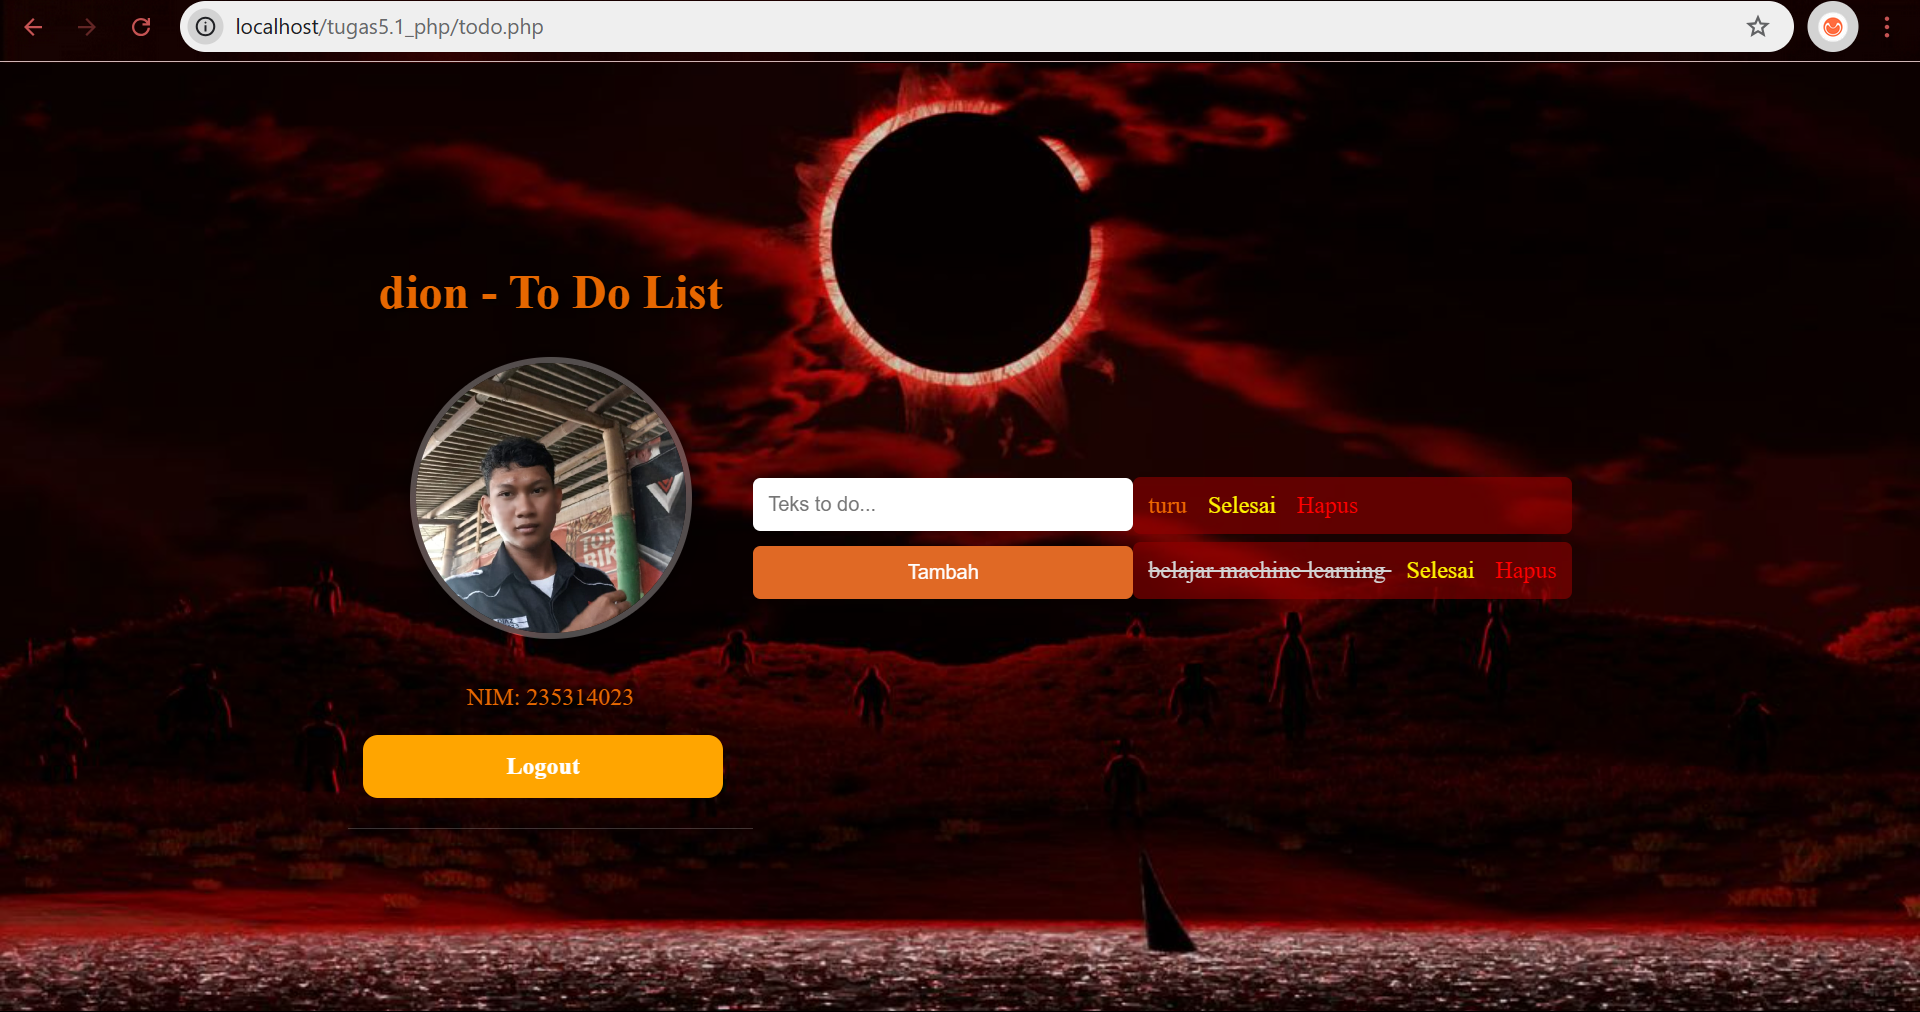 localhost/tugas5.1_php/todo.php
dion - To Do List
Teks to do...
Tambah
turu Selesai Hapus
belajar machine learning Selesai Hapus
NIM: 235314023
Logout